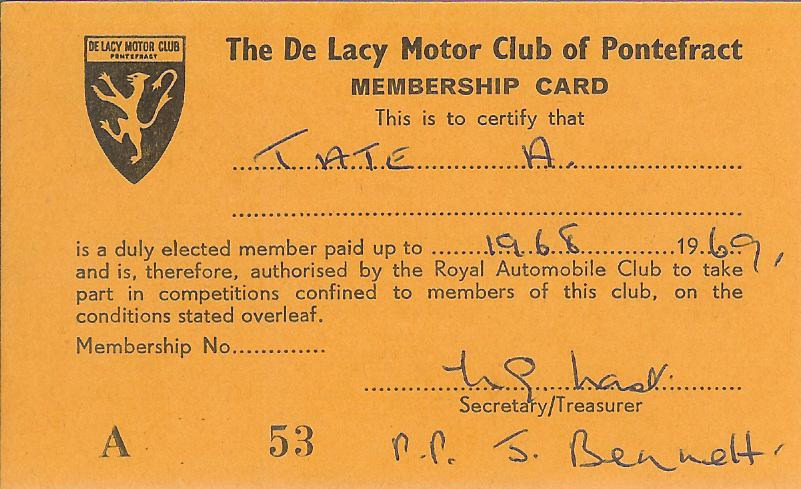 DE LACY MOTOR CLUB
PONTEFRACT
The De Lacy Motor Club of Pontefract
MEMBERSHIP CARD
This is to certify that
TATE A.
is a duly elected member paid up to 1968 1969,
and is, therefore, authorised by the Royal Automobile Club to take
part in competitions confined to members of this club, on the
conditions stated overleaf.
Membership No.............
Secretary/Treasurer
A 53 P.P. J. Bennett.